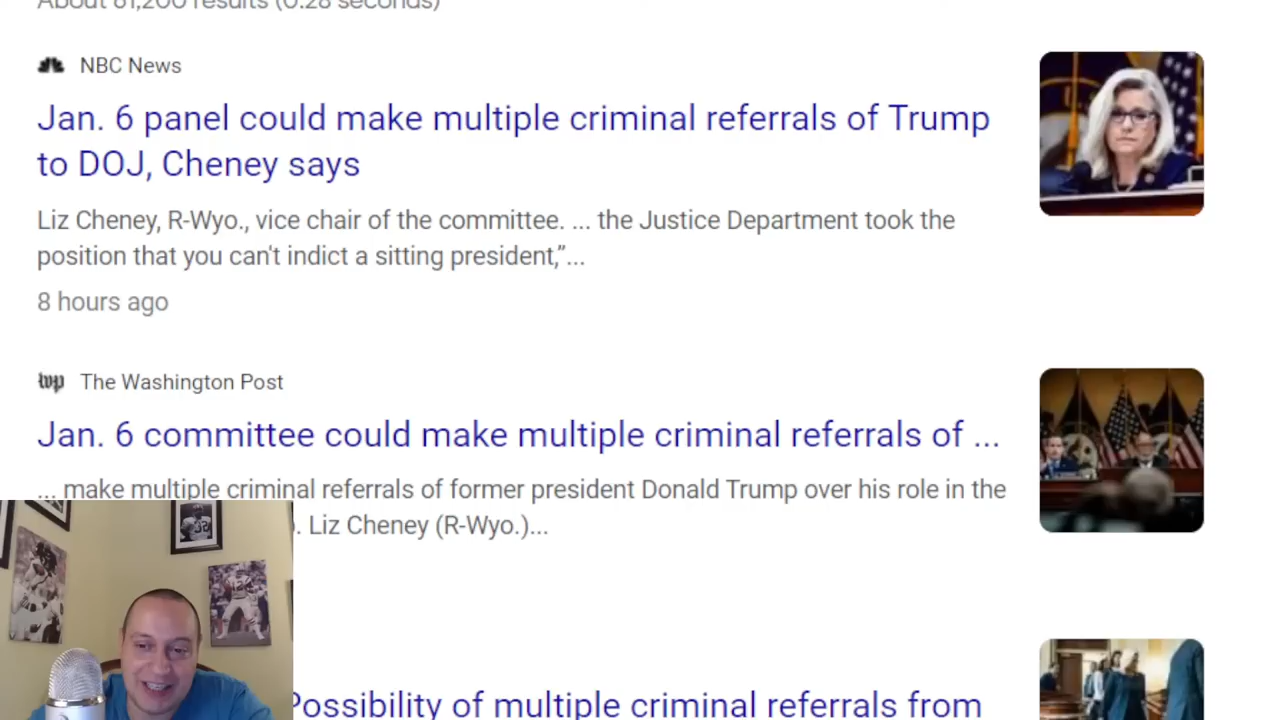 About 61,200 results (0.28 seconds)
NBC News
Jan. 6 panel could make multiple criminal referrals of Trump
to DOJ, Cheney says
Liz Cheney, R-Wyo., vice chair of the committee. ... the Justice Department took the
position that you can't indict a sitting president,”...
8 hours ago
wp The Washington Post
Jan. 6 committee could make multiple criminal referrals of ...
... make multiple criminal referrals of former president Donald Trump over his role in the
. Liz Cheney (R-Wyo.)...
Possibility of multiple criminal referrals from